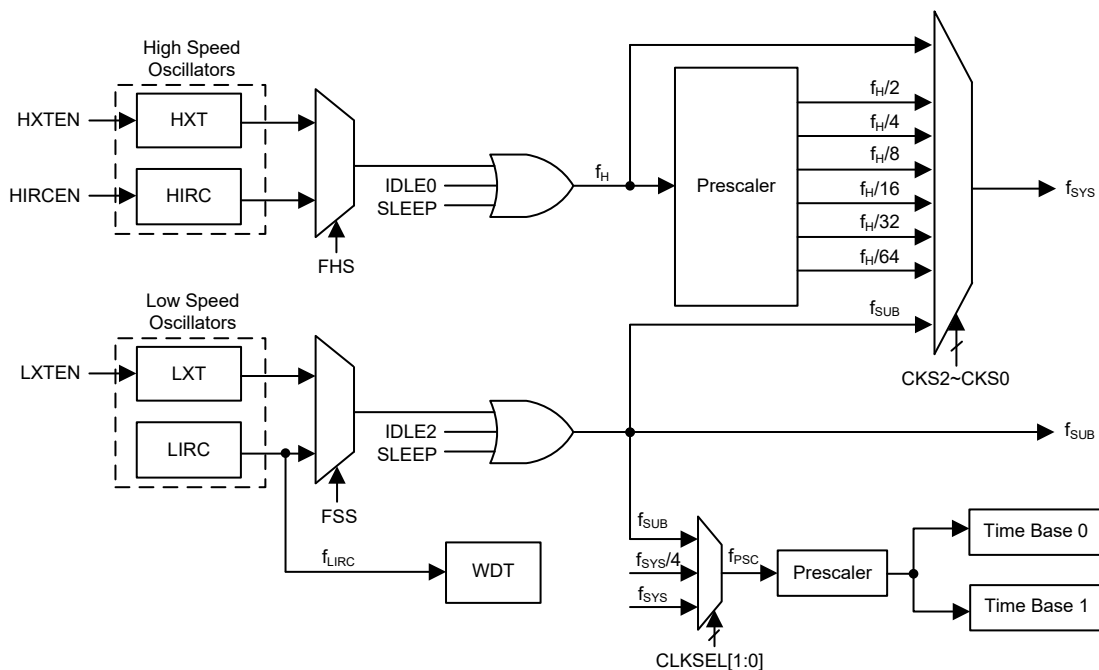 High Speed
Oscillators
HXTEN
HXT
HIRCEN
HIRC
FHS
IDLE0
SLEEP
fH
Prescaler
fH/2
fH/4
fH/8
fH/16
fH/32
fH/64
fSUB
CKS2~CKS0
fSYS
Low Speed
Oscillators
LXTEN
LXT
LIRC
FSS
IDLE2
SLEEP
fSUB
fLIRC
WDT
fSUB
fSYS/4
fSYS
CLKSEL[1:0]
fPSC
Prescaler
Time Base 0
Time Base 1